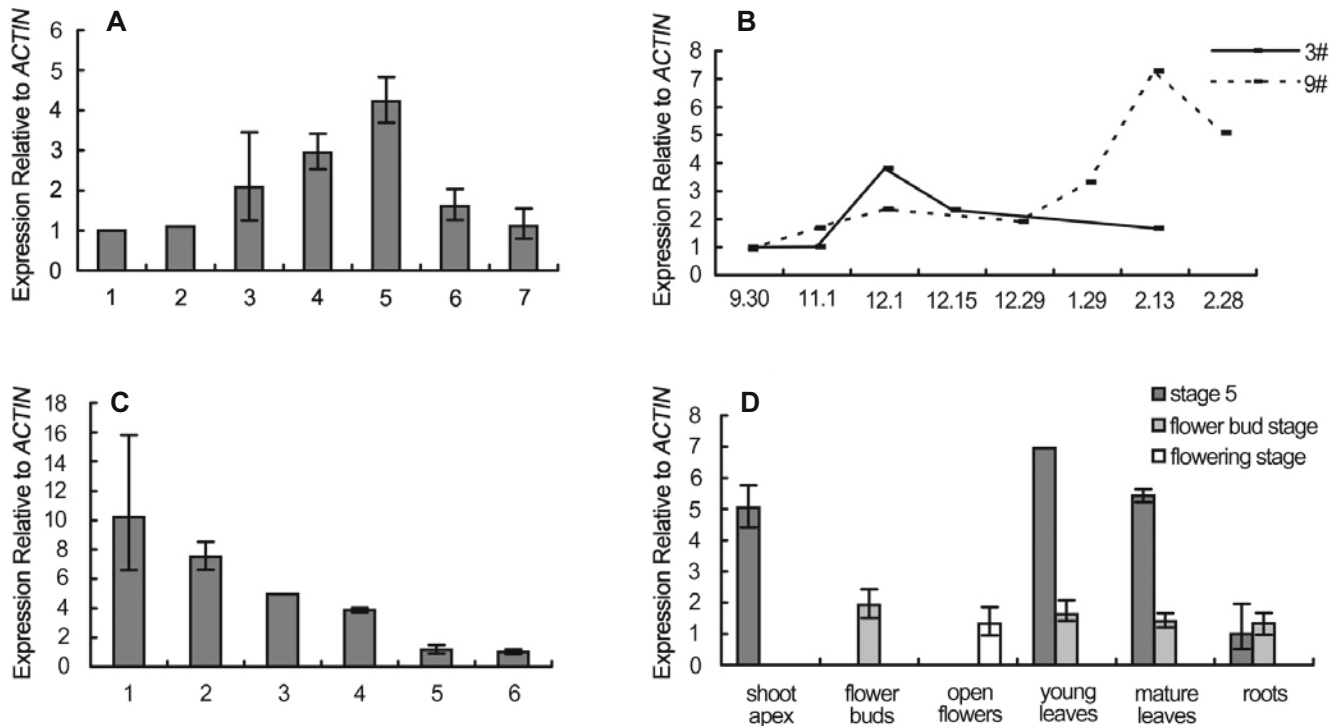 A
Expression Relative to ACTIN
6
5
4
3
2
1
0
1 2 3 4 5 6 7
B
Expression Relative to ACTIN
8
7
6
5
4
3
2
1
0
9.30 11.1 12.1 12.15 12.29 1.29 2.13 2.28
3#
9#
C
Expression Relative to ACTIN
18
16
14
12
10
8
6
4
2
0
1 2 3 4 5 6
D
Expression Relative to ACTIN
8
7
6
5
4
3
2
1
0
stage 5
flower bud stage
flowering stage
shoot apex
flower buds
open flowers
young leaves
mature leaves
roots